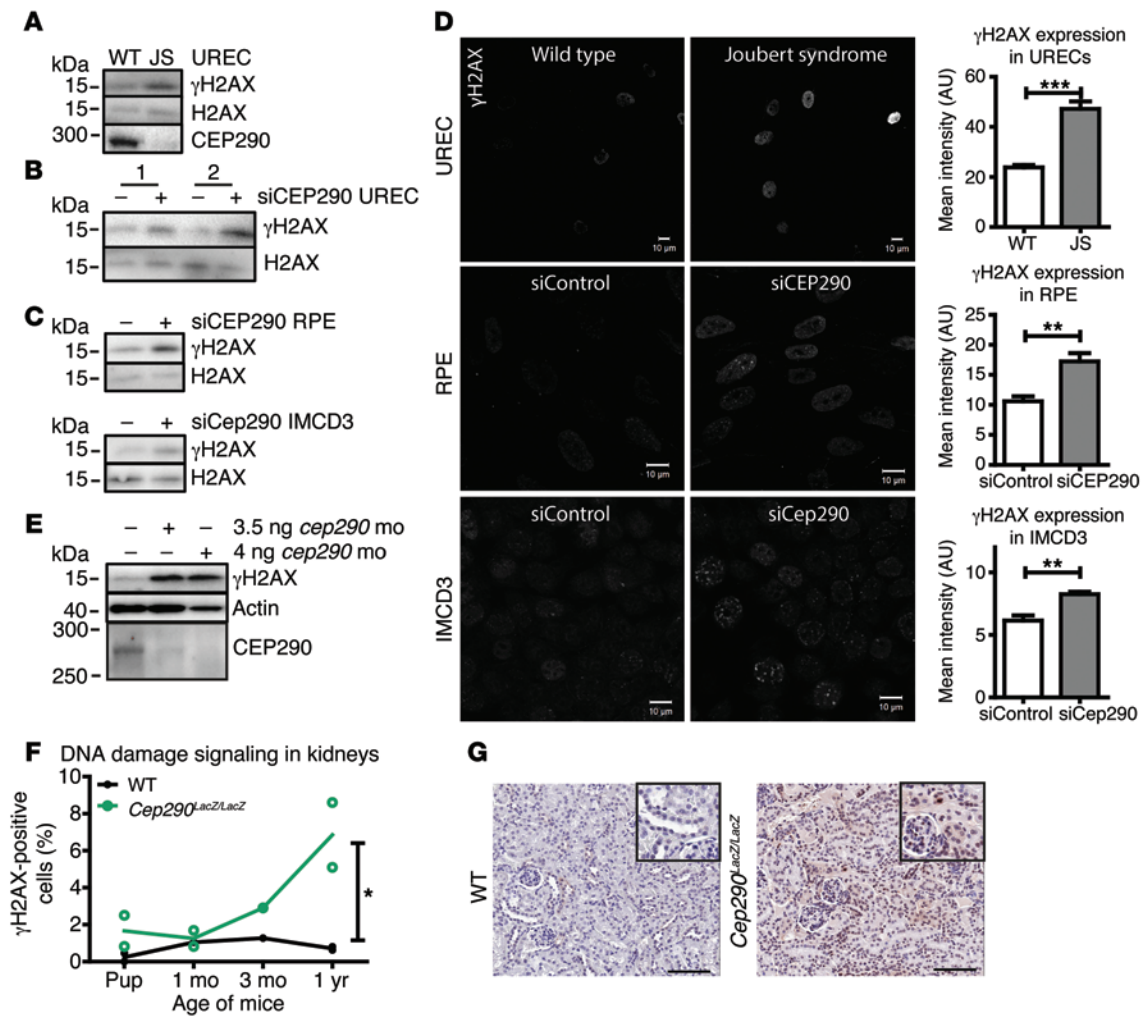 A
WT JS UREC
kDa
15 γH2AX
15 H2AX
300 CEP290
B
1 2
− + − + siCEP290 UREC
kDa
15 γH2AX
15 H2AX
C
kDa − + siCEP290 RPE
15 γH2AX
15 H2AX
kDa − + siCep290 IMCD3
15 γH2AX
15 H2AX
E
− + − 3.5 ng cep290 mo
kDa − − + 4 ng cep290 mo
15 γH2AX
40 Actin
300
CEP290
250
D
γH2AX
Wild type Joubert syndrome
UREC
10 µm 10 µm
siControl siCEP290
RPE
10 µm 10 µm
siControl siCep290
IMCD3
10 µm 10 µm
γH2AX expression
in URECs
Mean intensity (AU)
60
40
20
0
***
WT JS
γH2AX expression
in RPE
Mean intensity (AU)
25
20
15
10
5
0
**
siControl siCEP290
γH2AX expression
in IMCD3
Mean intensity (AU)
10
5
0
**
siControl siCep290
F DNA damage signaling in kidneys
γH2AX-positive
cells (%)
10
8
6
4
2
0
WT
Cep290LacZ/LacZ
*
Pup 1 mo 3 mo 1 yr
Age of mice
G
WT
Cep290LacZ/LacZ